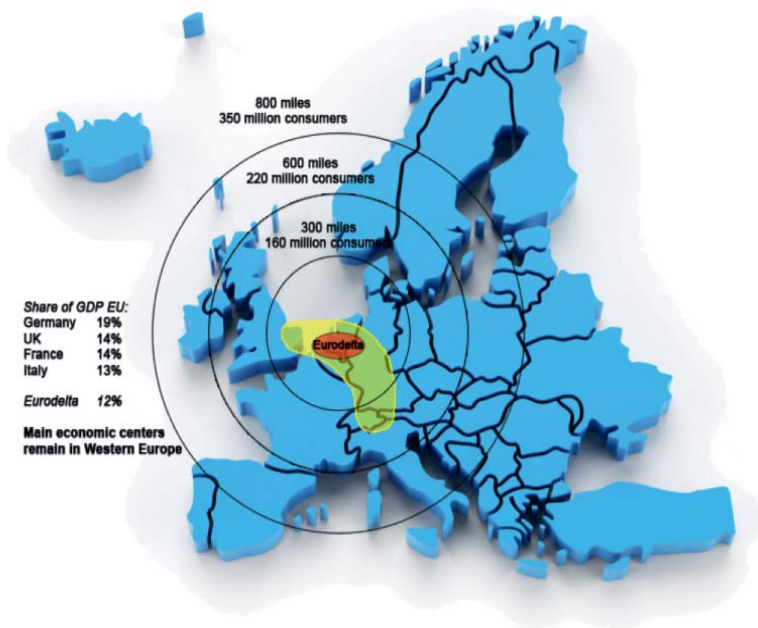 800 miles
350 million consumers
600 miles
220 million consumers
300 miles
160 million consumers
Share of GDP EU:
Germany 19%
UK 14%
France 14%
Italy 13%
Eurodelta 12%
Main economic centers
remain in Western Europe
Eurodelta